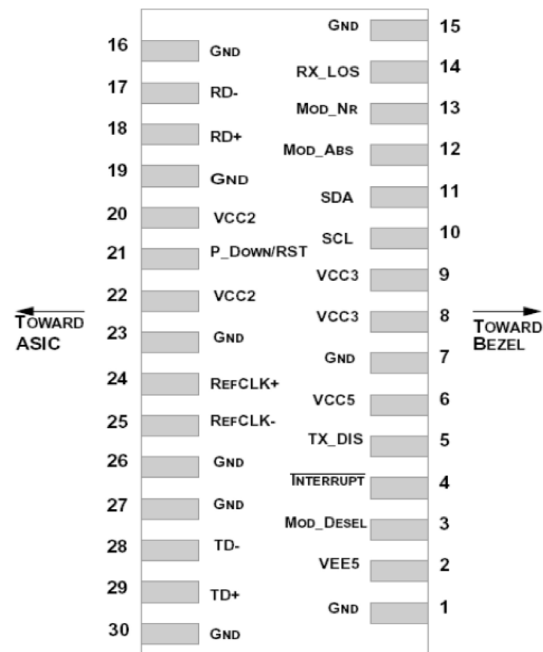 GND 15
16 GND
RX_LOS 14
17 RD-
MOD_NR 13
18 RD+
MOD_ABS 12
19 GND
SDA 11
20 VCC2
SCL 10
21 P_DOWN/RST
VCC3 9
22 VCC2
VCC3 8
TOWARD ASIC
TOWARD BEZEL
23 GND
GND 7
24 REFCLK+
VCC5 6
25 REFCLK-
TX_DIS 5
26 GND
INTERRUPT 4
27 GND
MOD_DESEL 3
28 TD-
VEE5 2
29 TD+
GND 1
30 GND